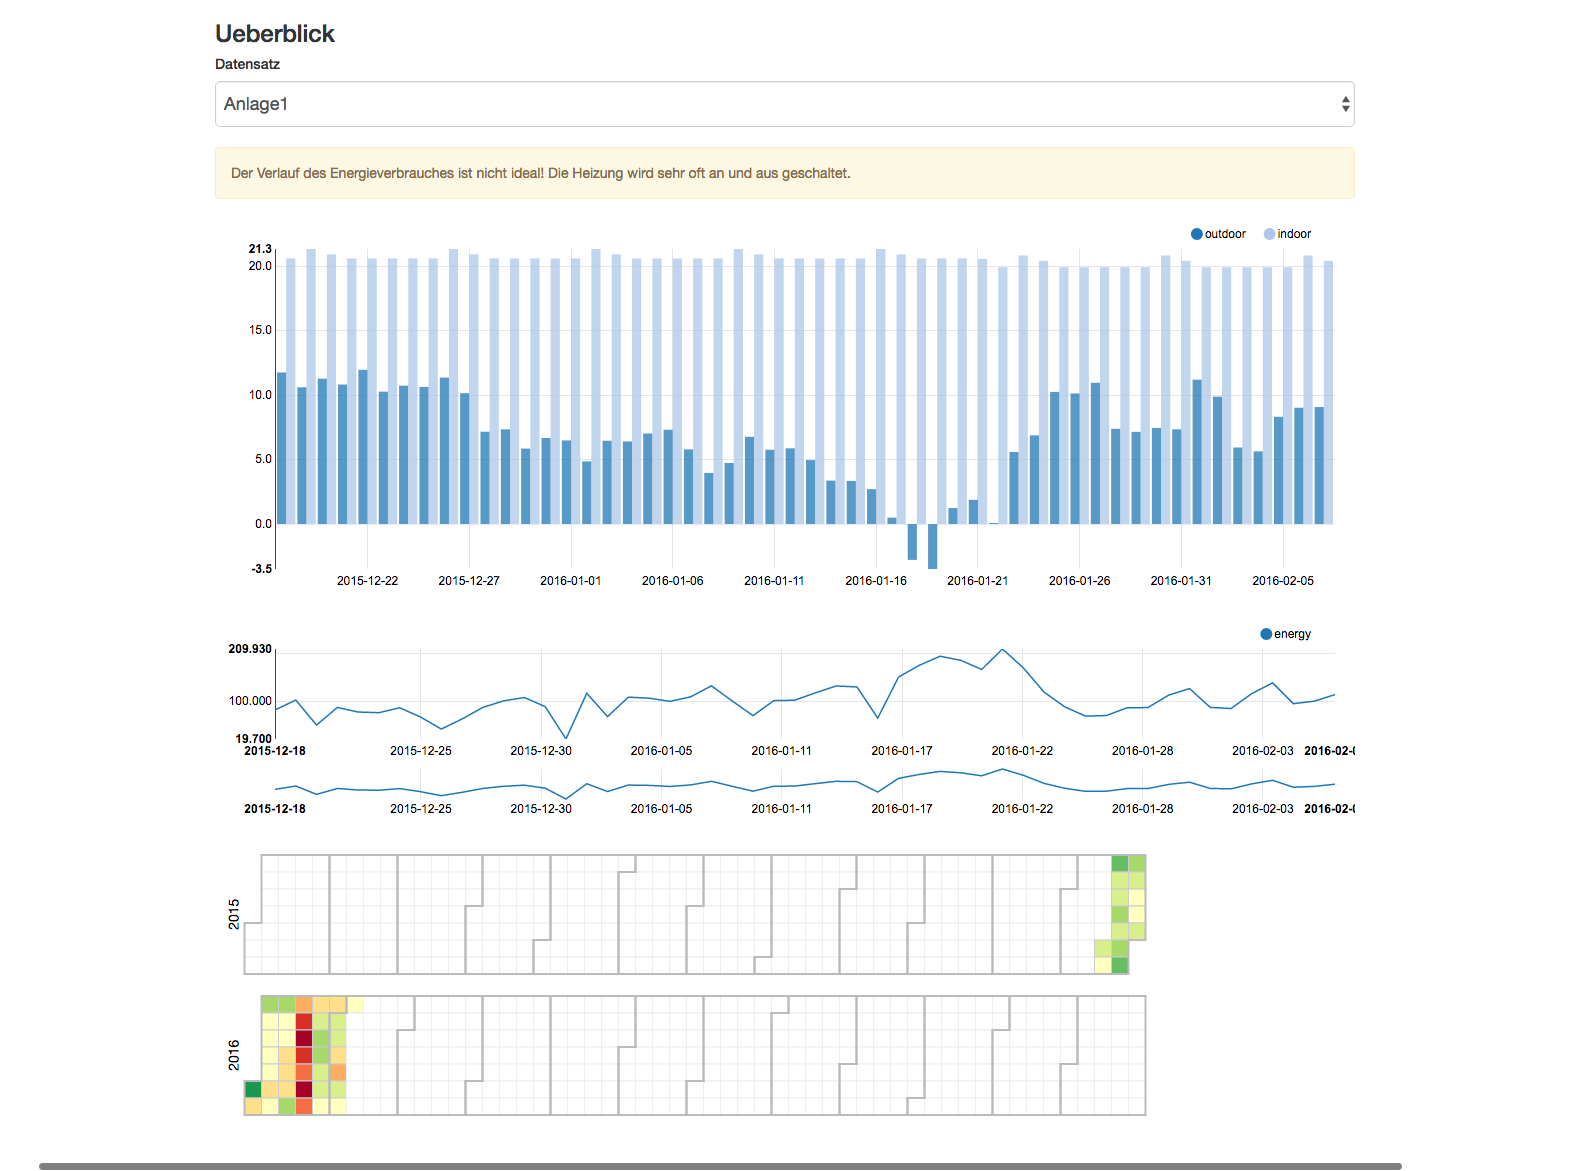 Ueberblick
Datensatz
Anlage1
Der Verlauf des Energieverbrauches ist nicht ideal! Die Heizung wird sehr oft an und aus geschaltet.
outdoor indoor
21.3
20.0
15.0
10.0
5.0
0.0
-3.5
2015-12-22 2015-12-27 2016-01-01 2016-01-06 2016-01-11 2016-01-16 2016-01-21 2016-01-26 2016-01-31 2016-02-05
energy
209.930
100.000
19.700
2015-12-18 2015-12-25 2015-12-30 2016-01-05 2016-01-11 2016-01-17 2016-01-22 2016-01-28 2016-02-03 2016-02-
2015-12-18 2015-12-25 2015-12-30 2016-01-05 2016-01-11 2016-01-17 2016-01-22 2016-01-28 2016-02-03 2016-02-
2015
2016